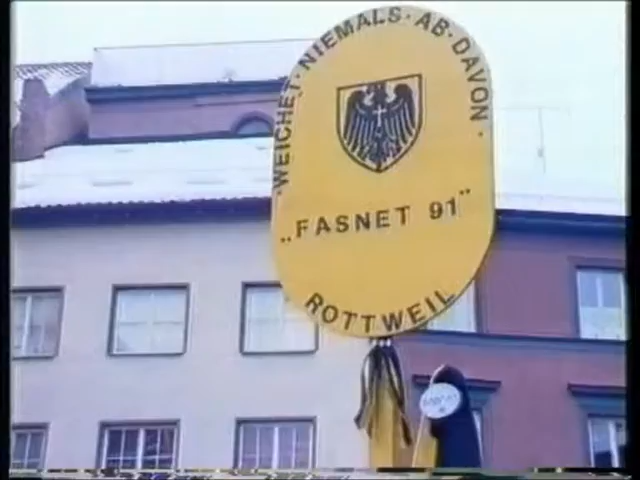 WEICHET · NIEMALS · AB · DAVON ·
„FASNET 91"
ROTTWEIL